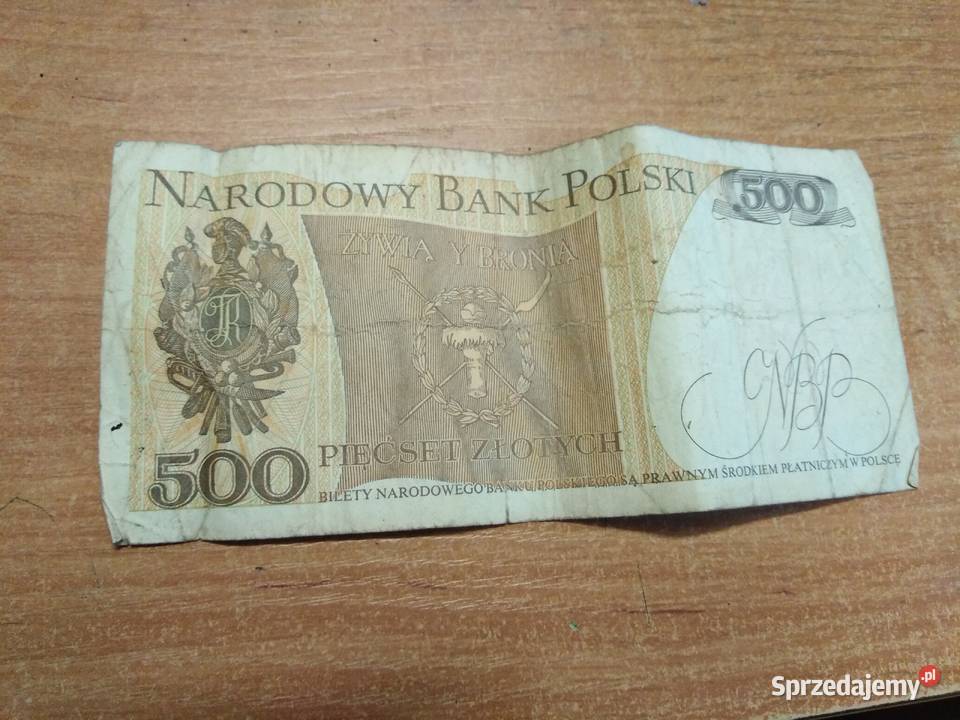 NARODOWY BANK POLSKI
500
ŻYWIĄ Y BRONIĄ
TK
NBP
PIĘĆSET ZŁOTYCH
500
BILETY NARODOWEGO BANKU POLSKIEGO SĄ PRAWNYM ŚRODKIEM PŁATNICZYM W POLSCE
Sprzedajemy.pl